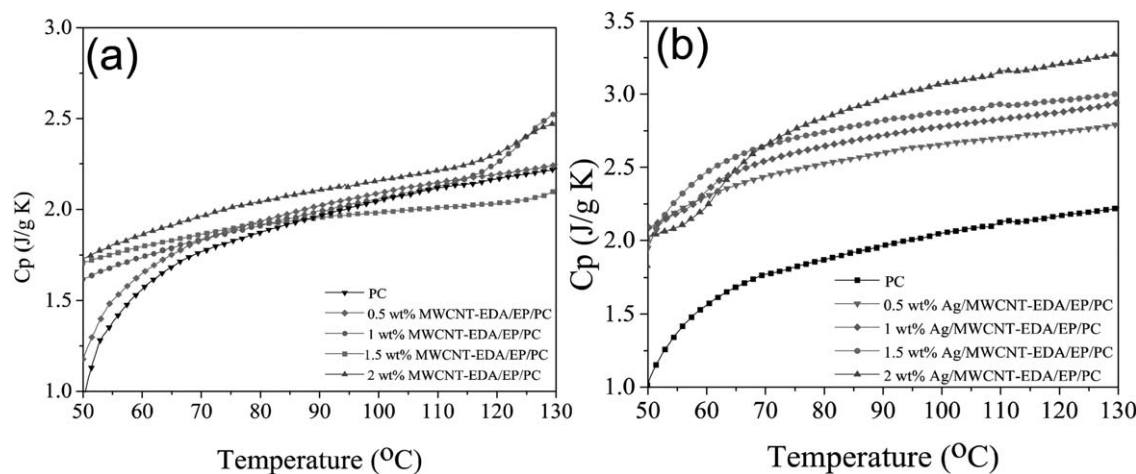 (a)
Cp (J/g K)
3.0
2.5
2.0
1.5
1.0
PC
0.5 wt% MWCNT-EDA/EP/PC
1 wt% MWCNT-EDA/EP/PC
1.5 wt% MWCNT-EDA/EP/PC
2 wt% MWCNT-EDA/EP/PC
50 60 70 80 90 100 110 120 130
Temperature (ᴼC)
(b)
Cp (J/g K)
3.5
3.0
2.5
2.0
1.5
1.0
PC
0.5 wt% Ag/MWCNT-EDA/EP/PC
1 wt% Ag/MWCNT-EDA/EP/PC
1.5 wt% Ag/MWCNT-EDA/EP/PC
2 wt% Ag/MWCNT-EDA/EP/PC
50 60 70 80 90 100 110 120 130
Temperature (ᴼC)